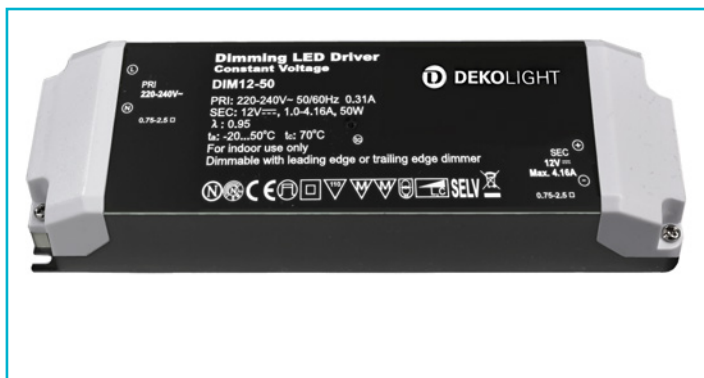 Dimming LED Driver
Constant Voltage
DIM12-50
PRI: 220-240V~ 50/60Hz 0.31A
SEC: 12V⎓, 1.0-4.16A, 50W
λ : 0.95
ta: -20...50°C tc: 70°C
For indoor use only
Dimmable with leading edge or trailing edge dimmer
L
PRI
220-240V~
N
0.75-2,5 □
DEKOLIGHT
SEC +
12V ⎓
Max. 4.16A
−
0.75-2,5 □
N CE 110 M M L,C SELV